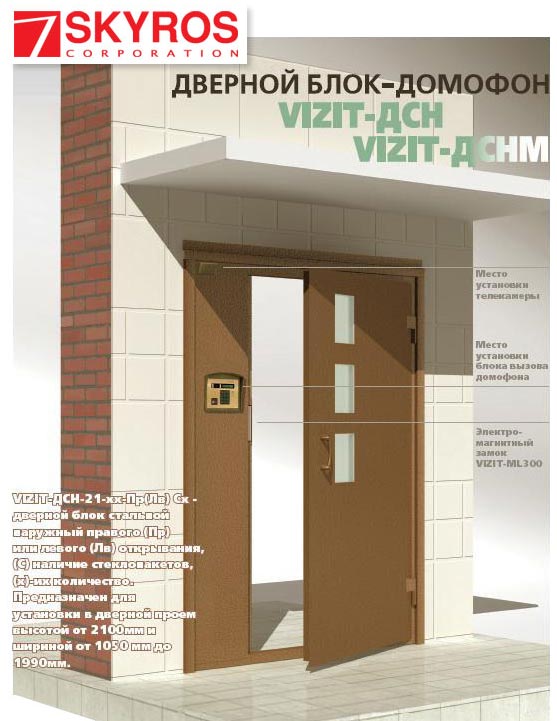 SKYROS
CORPORATION
ДВЕРНОЙ БЛОК-ДОМОФОН
VIZIT-ДСН
VIZIT-ДСНМ
Место
установки
телекамеры
Место
установки
блока вызова
домофона
Электро-
магнитный
замок
VIZIT-ML300
VIZIT-ДСН-21-хх-Пр(Лв) Сх -
дверной блок стальной
наружный правого (Пр)
или левого (Лв) открывания,
(С) наличие стеклопакетов,
(х)-их количество.
Предназначен для
установки в дверной проем
высотой от 2100мм и
шириной от 1050 мм до
1990мм.